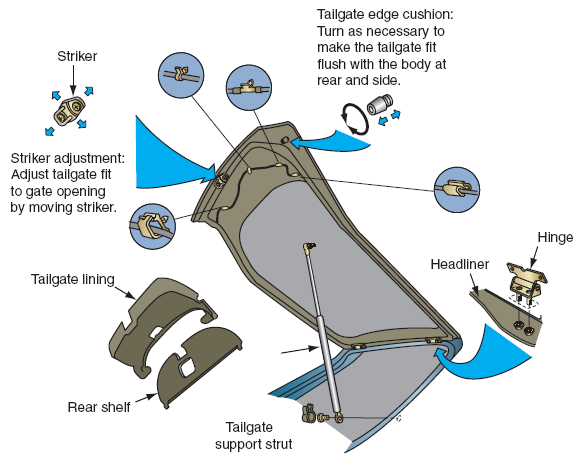 Tailgate edge cushion:
Turn as necessary to
make the tailgate fit
flush with the body at
rear and side.
Striker
Striker adjustment:
Adjust tailgate fit
to gate opening
by moving striker.
Hinge
Headliner
Tailgate lining
Rear shelf
Tailgate
support strut